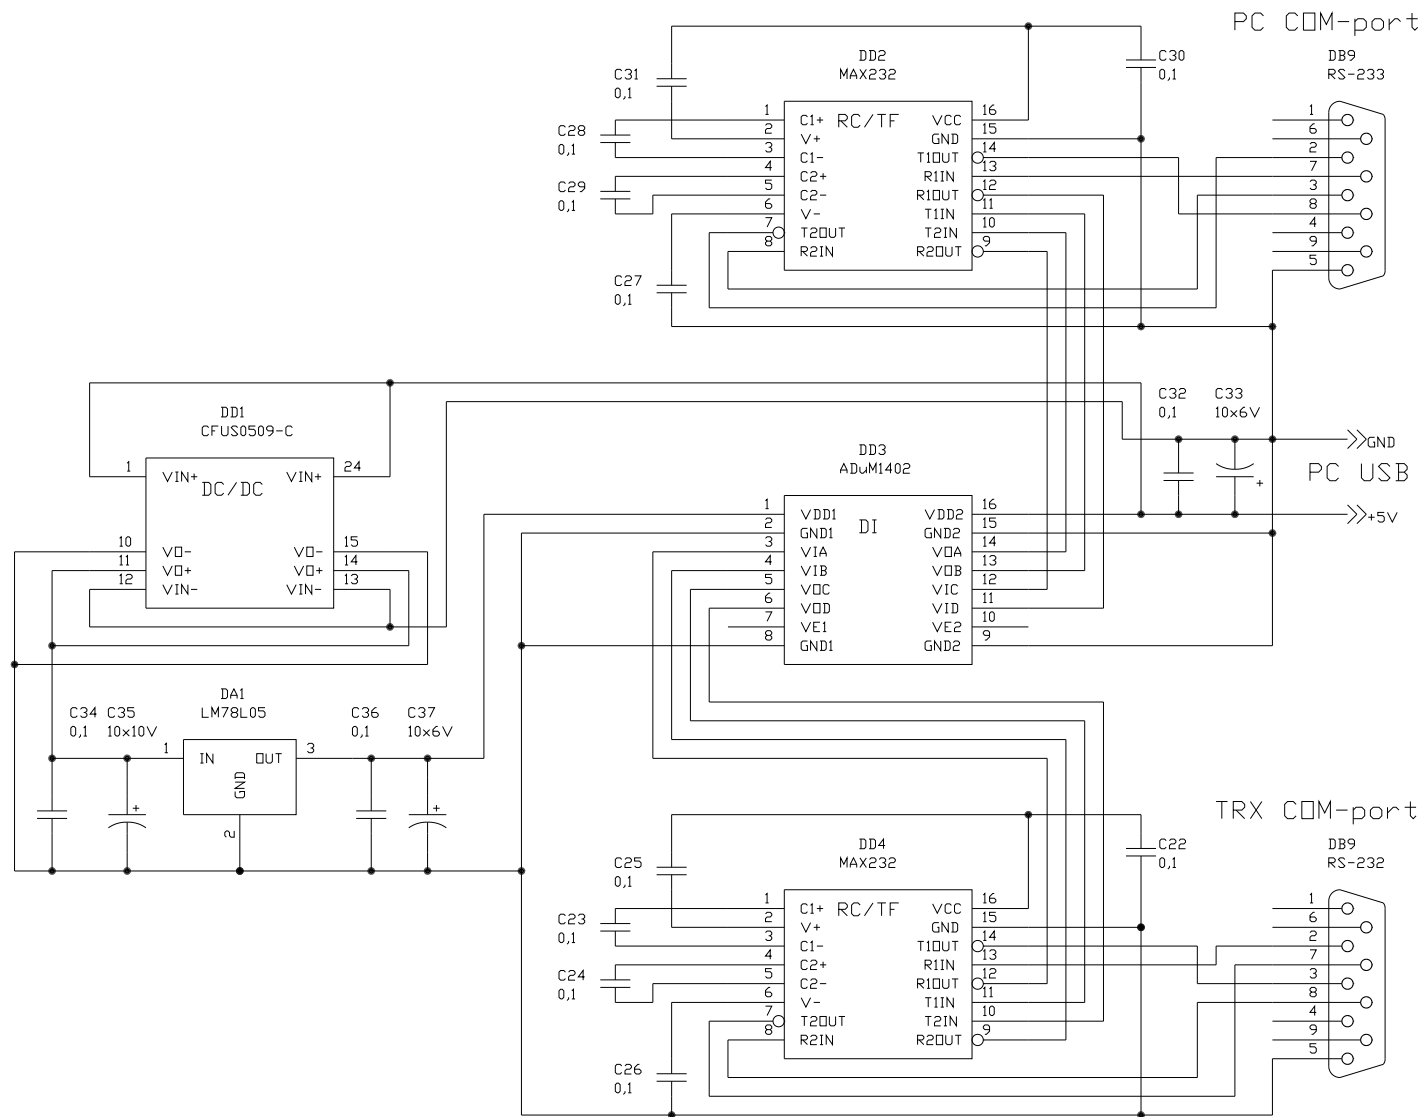 PC COM-port
DD2
MAX232
C31
0,1
C30
0,1
DB9
RS-233
C28
0,1
C29
0,1
C27
0,1
RC/TF
1 C1+ VCC 16
2 V+ GND 15
3 C1- T1OUT 14
4 C2+ R1IN 13
5 C2- R1OUT 12
6 V- T1IN 11
7 T2OUT T2IN 10
8 R2IN R2OUT 9
1
6
2
7
3
8
4
9
5
DD1
CFUS0509-C
DC/DC
1 VIN+ VIN+ 24
10 VO- VO- 15
11 VO+ VO+ 14
12 VIN- VIN- 13
C32
0,1
C33
10x6V
+
GND
PC USB
+5V
DD3
ADuM1402
DI
1 VDD1 VDD2 16
2 GND1 GND2 15
3 VIA VOA 14
4 VIB VOB 13
5 VOC VIC 12
6 VOD VID 11
7 VE1 VE2 10
8 GND1 GND2 9
DA1
LM78L05
C34
0,1
C35
10x10V
C36
0,1
C37
10x6V
1 IN OUT 3
GND
2
+
+
TRX COM-port
DD4
MAX232
C25
0,1
C22
0,1
DB9
RS-232
C23
0,1
C24
0,1
C26
0,1
RC/TF
1 C1+ VCC 16
2 V+ GND 15
3 C1- T1OUT 14
4 C2+ R1IN 13
5 C2- R1OUT 12
6 V- T1IN 11
7 T2OUT T2IN 10
8 R2IN R2OUT 9
1
6
2
7
3
8
4
9
5